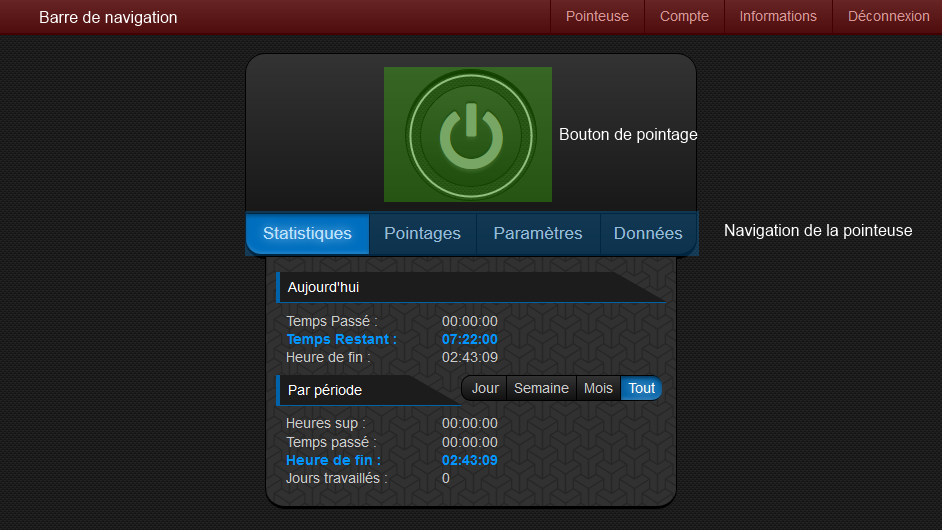 Barre de navigation Pointeuse Compte Informations Déconnexion
Bouton de pointage
Statistiques Pointages Paramètres Données Navigation de la pointeuse
Aujourd'hui
Temps Passé : 00:00:00
Temps Restant : 07:22:00
Heure de fin : 02:43:09
Par période Jour Semaine Mois Tout
Heures sup : 00:00:00
Temps passé : 00:00:00
Heure de fin : 02:43:09
Jours travaillés : 0